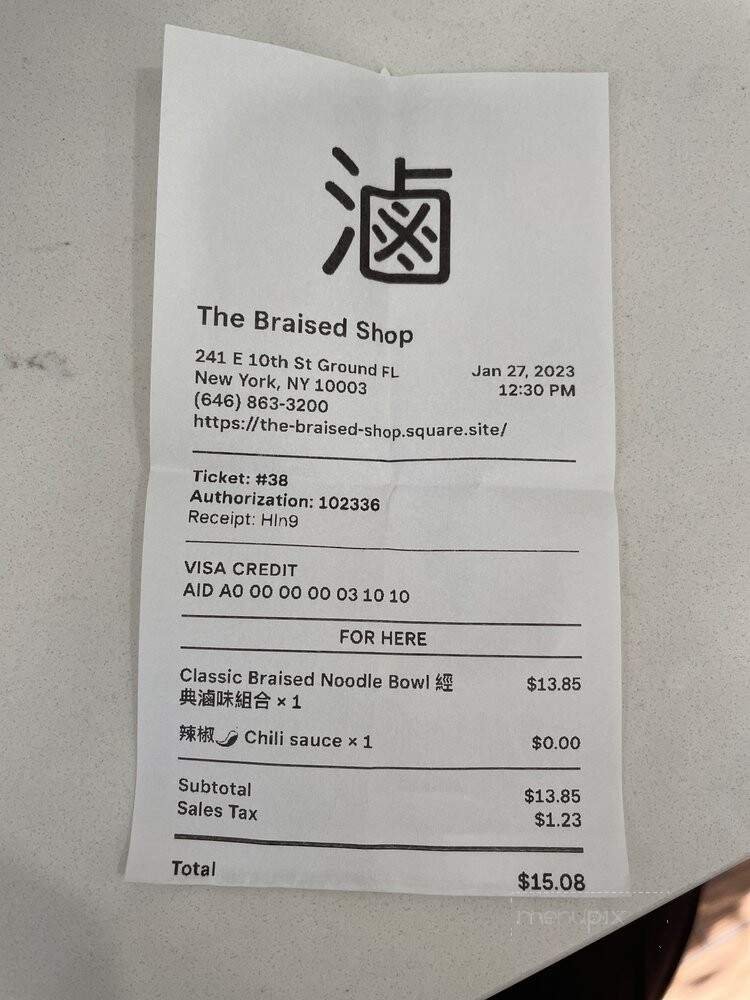 滷
The Braised Shop
241 E 10th St Ground FL
New York, NY 10003
(646) 863-3200
https://the-braised-shop.square.site/
Jan 27, 2023
12:30 PM
Ticket: #38
Authorization: 102336
Receipt: HIn9
VISA CREDIT
AID A0 00 00 00 03 10 10
FOR HERE
Classic Braised Noodle Bowl 經 $13.85
典滷味組合 × 1
辣椒🌶 Chili sauce × 1 $0.00
Subtotal $13.85
Sales Tax $1.23
Total $15.08
menupix